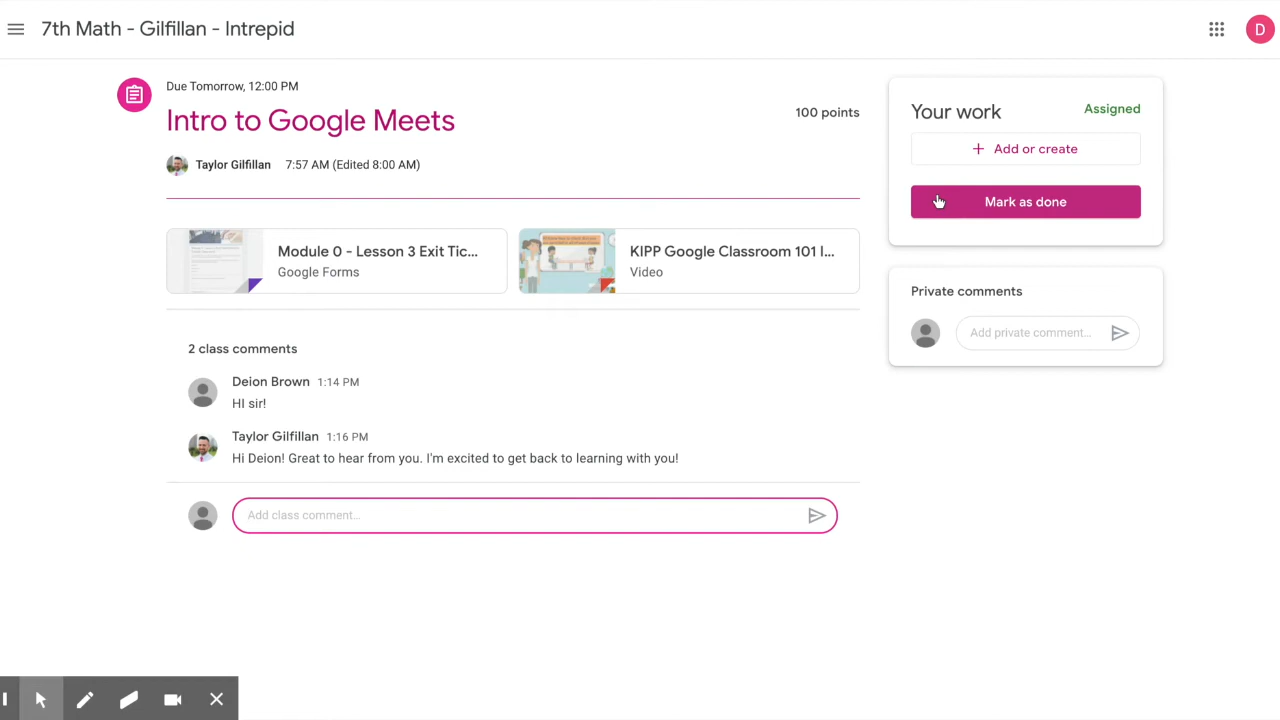 7th Math - Gilfillan - Intrepid
D
Due Tomorrow, 12:00 PM
Intro to Google Meets
100 points
Taylor Gilfillan 7:57 AM (Edited 8:00 AM)
Module 0 - Lesson 3 Exit Tic...
Google Forms
KIPP Google Classroom 101 I...
Video
2 class comments
Deion Brown 1:14 PM
HI sir!
Taylor Gilfillan 1:16 PM
Hi Deion! Great to hear from you. I'm excited to get back to learning with you!
Add class comment...
Your work
Assigned
+ Add or create
Mark as done
Private comments
Add private comment...